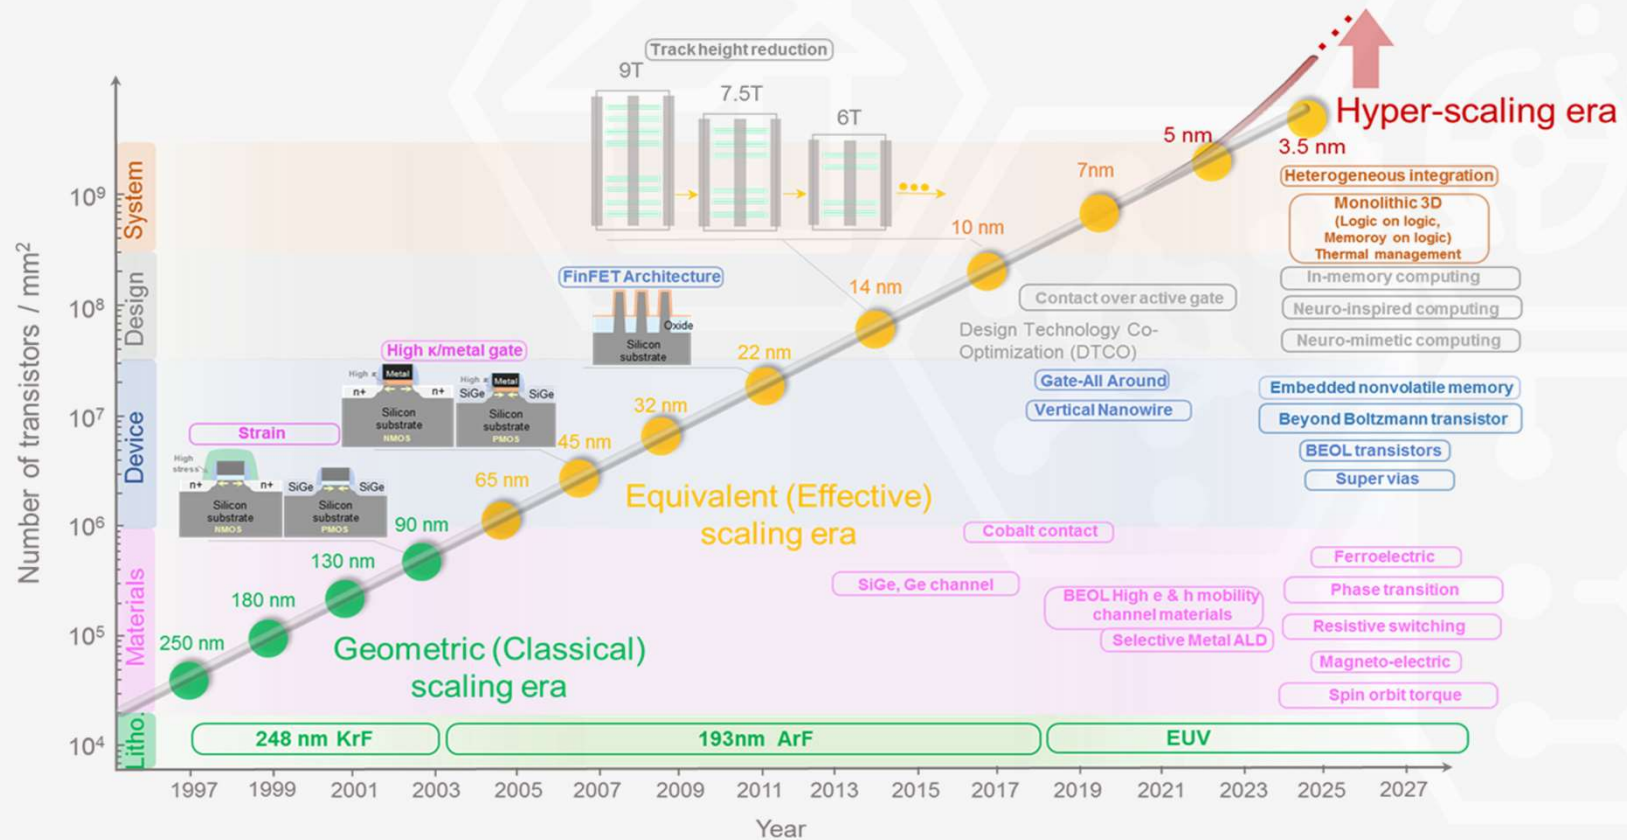 Track height reduction
9T
7.5T
6T
Hyper-scaling era
5 nm
3.5 nm
7nm
10 nm
14 nm
22 nm
32 nm
45 nm
65 nm
90 nm
130 nm
180 nm
250 nm
Number of transistors / mm²
10⁹
10⁸
10⁷
10⁶
10⁵
10⁴
System
Design
Device
Materials
Litho.
FinFET Architecture
Oxide
Silicon
substrate
High κ/metal gate
High κ
Metal
n+
n+
Silicon
substrate
NMOS
High κ
Metal
SiGe
SiGe
Silicon
substrate
PMOS
Strain
High
stress
n+
n+
Silicon
substrate
NMOS
SiGe
SiGe
Silicon
substrate
PMOS
Equivalent (Effective)
scaling era
Geometric (Classical)
scaling era
Contact over active gate
Design Technology Co-
Optimization (DTCO)
Gate-All Around
Vertical Nanowire
Cobalt contact
SiGe, Ge channel
BEOL High e & h mobility
channel materials
Selective Metal ALD
Heterogeneous integration
Monolithic 3D
(Logic on logic,
Memoroy on logic)
Thermal management
In-memory computing
Neuro-inspired computing
Neuro-mimetic computing
Embedded nonvolatile memory
Beyond Boltzmann transistor
BEOL transistors
Super vias
Ferroelectric
Phase transition
Resistive switching
Magneto-electric
Spin orbit torque
248 nm KrF
193nm ArF
EUV
1997
1999
2001
2003
2005
2007
2009
2011
2013
2015
2017
2019
2021
2023
2025
2027
Year